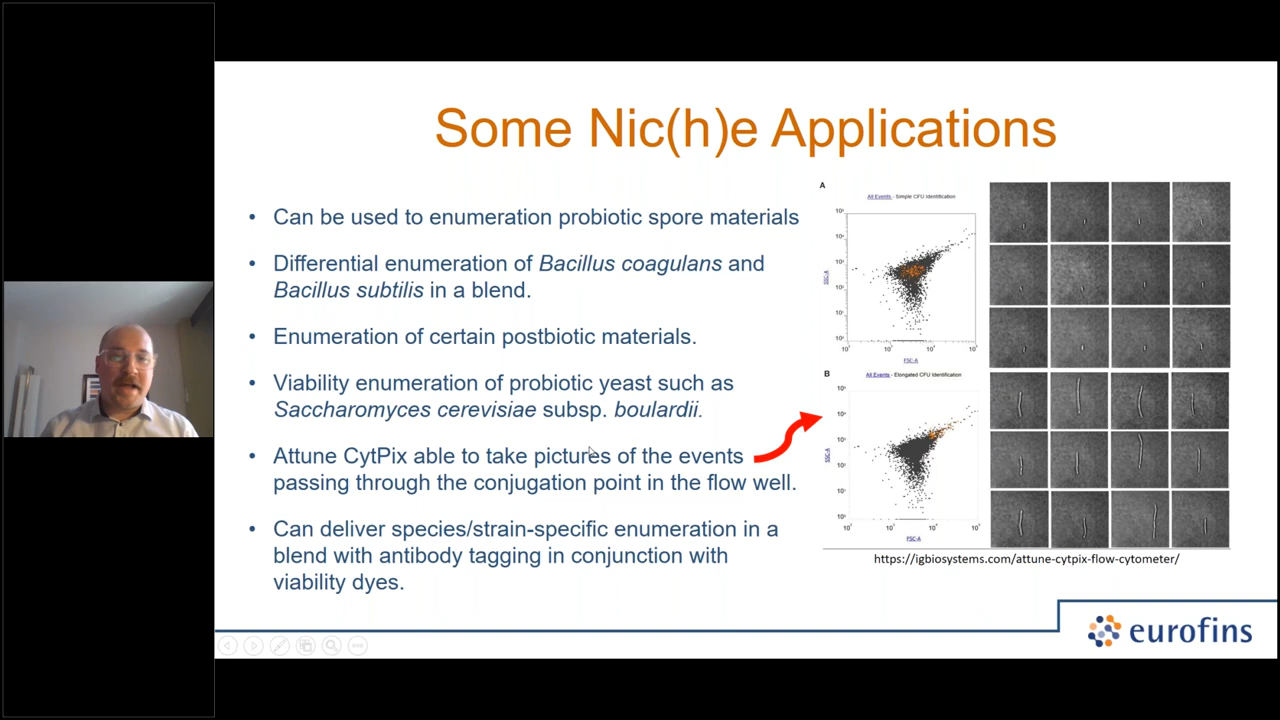 Some Nic(h)e Applications
• Can be used to enumeration probiotic spore materials
• Differential enumeration of Bacillus coagulans and
Bacillus subtilis in a blend.
• Enumeration of certain postbiotic materials.
• Viability enumeration of probiotic yeast such as
Saccharomyces cerevisiae subsp. boulardii.
• Attune CytPix able to take pictures of the events
passing through the conjugation point in the flow well.
• Can deliver species/strain-specific enumeration in a
blend with antibody tagging in conjunction with
viability dyes.
A
All Events - Simple CFU Identification
SSC-A
FSC-A
B
All Events - Elongated CFU Identification
SSC-A
FSC-A
https://igbiosystems.com/attune-cytpix-flow-cytometer/
eurofins